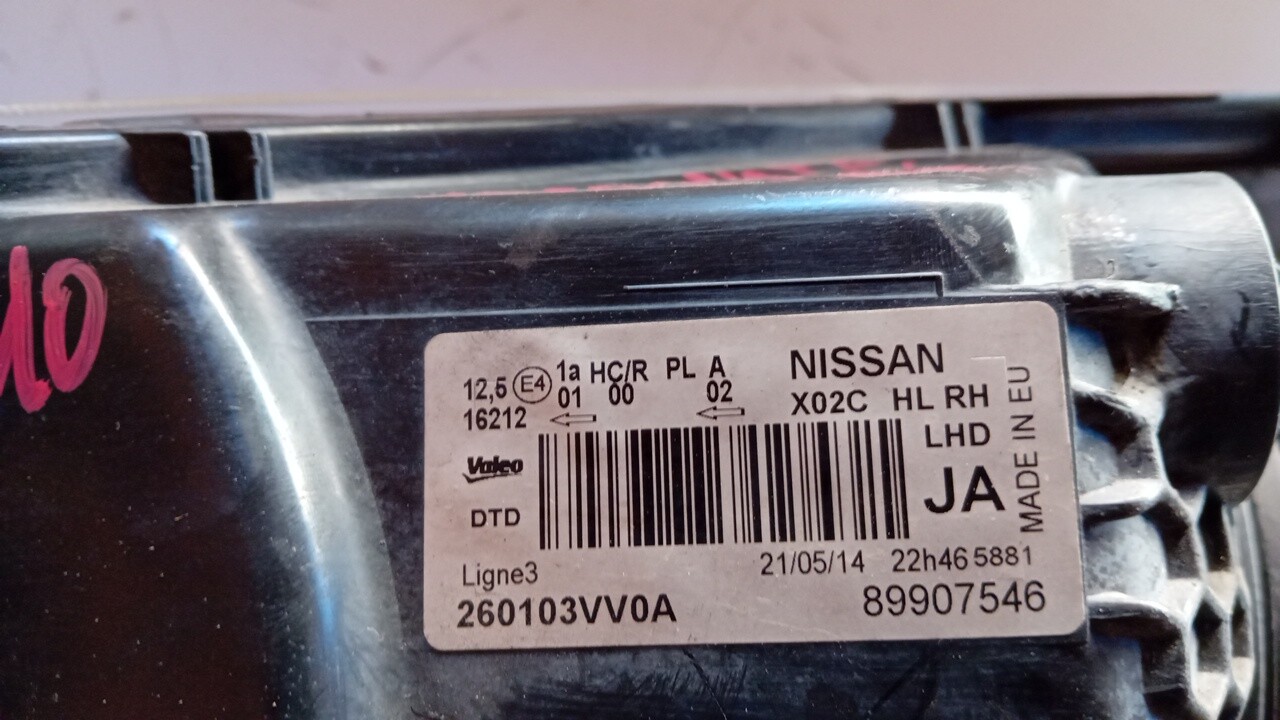 10
12,5 E4 1a HC/R PL A NISSAN
16212 01 00 02 X02C HL RH
LHD
Valeo
DTD
JA
MADE IN EU
Ligne3 21/05/14 22h46 5881
260103VV0A 89907546